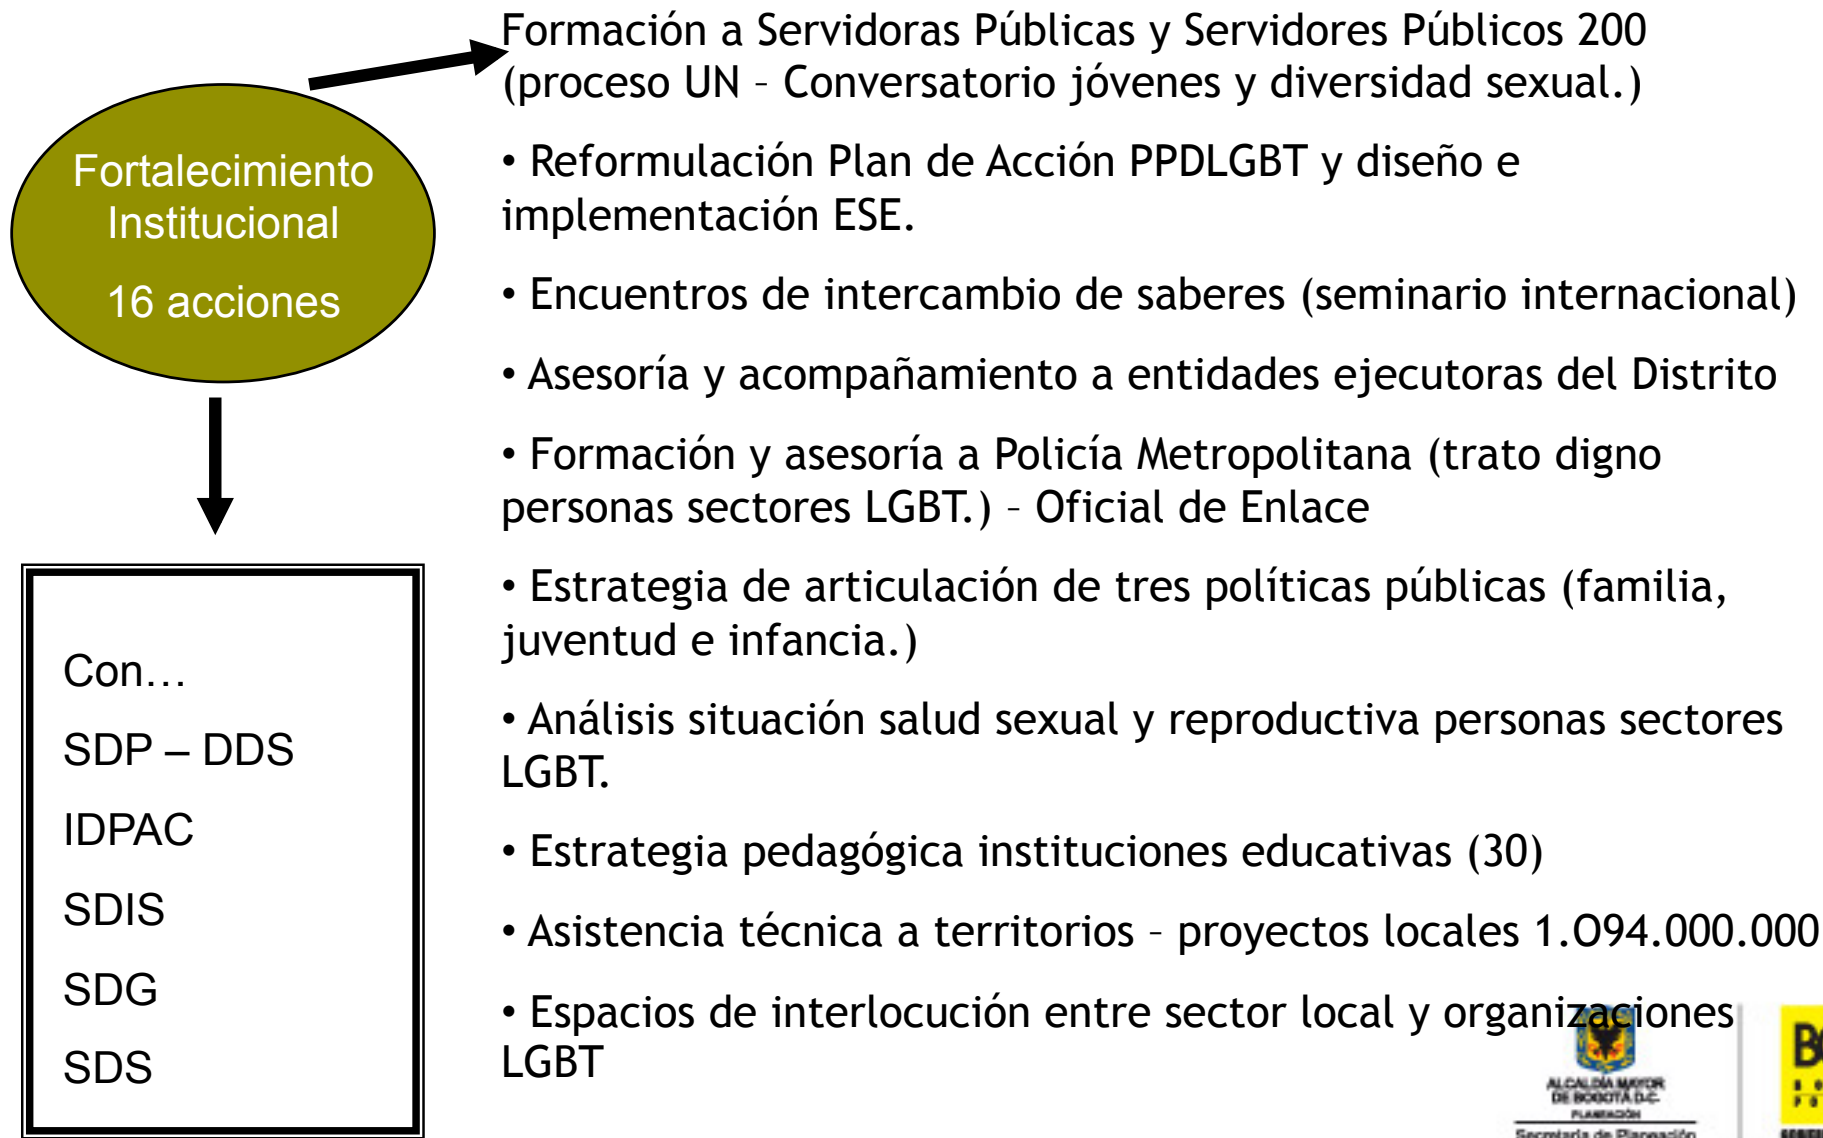 Fortalecimiento
Institucional
16 acciones
Con…
SDP – DDS
IDPAC
SDIS
SDG
SDS
Formación a Servidoras Públicas y Servidores Públicos 200
(proceso UN – Conversatorio jóvenes y diversidad sexual.)
• Reformulación Plan de Acción PPDLGBT y diseño e
implementación ESE.
• Encuentros de intercambio de saberes (seminario internacional)
• Asesoría y acompañamiento a entidades ejecutoras del Distrito
• Formación y asesoría a Policía Metropolitana (trato digno
personas sectores LGBT.) – Oficial de Enlace
• Estrategia de articulación de tres políticas públicas (familia,
juventud e infancia.)
• Análisis situación salud sexual y reproductiva personas sectores
LGBT.
• Estrategia pedagógica instituciones educativas (30)
• Asistencia técnica a territorios – proyectos locales 1.O94.000.000
• Espacios de interlocución entre sector local y organizaciones
LGBT
ALCALDÍA MAYOR
DE BOGOTÁ D.C.
PLANEACIÓN
Secretaría de Planeación